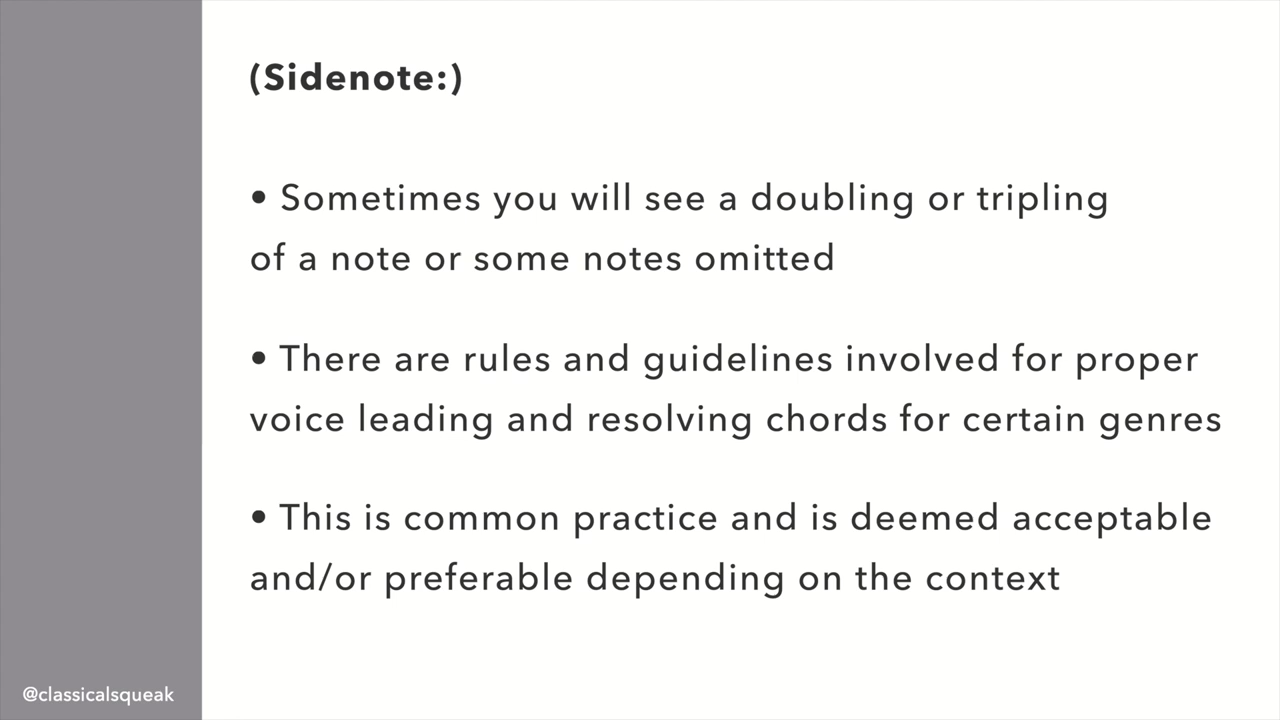 (Sidenote:)
• Sometimes you will see a doubling or tripling
of a note or some notes omitted
• There are rules and guidelines involved for proper
voice leading and resolving chords for certain genres
• This is common practice and is deemed acceptable
and/or preferable depending on the context
@classicalsqueak